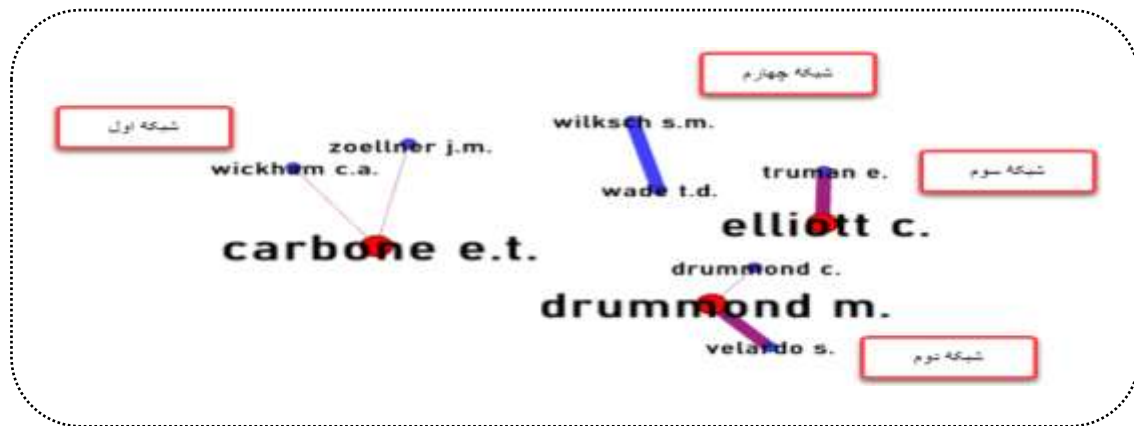 شبکه چهارم
wilksch s.m.
شبکه اول
zoellner j.m.
wickham c.a.
truman e.
شبکه سوم
wade t.d.
elliott c.
carbone e.t.
drummond c.
drummond m.
velardo s.
شبکه دوم